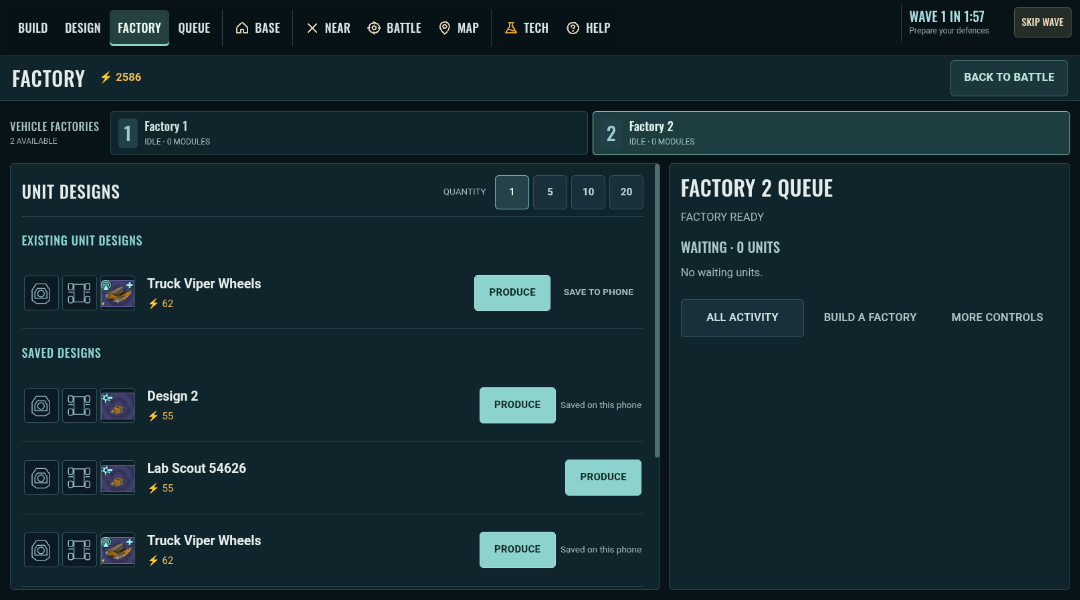 BUILD DESIGN FACTORY QUEUE BASE NEAR BATTLE MAP TECH HELP
WAVE 1 IN 1:57
Prepare your defences
SKIP WAVE
FACTORY 2586
BACK TO BATTLE
VEHICLE FACTORIES
2 AVAILABLE
1 Factory 1
IDLE · 0 MODULES
2 Factory 2
IDLE · 0 MODULES
UNIT DESIGNS
QUANTITY 1 5 10 20
EXISTING UNIT DESIGNS
Truck Viper Wheels
62
PRODUCE SAVE TO PHONE
SAVED DESIGNS
Design 2
55
PRODUCE Saved on this phone
Lab Scout 54626
55
PRODUCE
Truck Viper Wheels
62
PRODUCE Saved on this phone
FACTORY 2 QUEUE
FACTORY READY
WAITING · 0 UNITS
No waiting units.
ALL ACTIVITY BUILD A FACTORY MORE CONTROLS